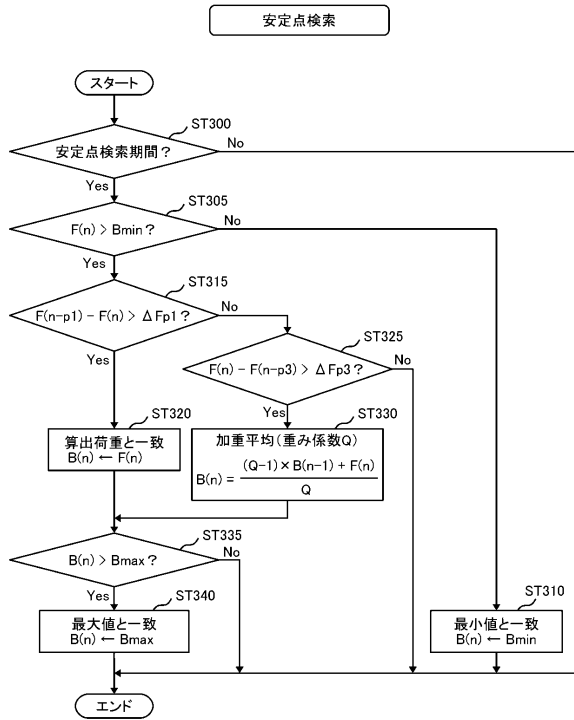 安定点検索
スタート
ST300
安定点検索期間？
No
Yes
ST305
F(n) > Bmin？
No
Yes
ST315
F(n-p1) - F(n) > ΔFp1？
No
Yes
ST325
F(n) - F(n-p3) > ΔFp3？
No
Yes
ST320
算出荷重と一致
B(n) ← F(n)
ST330
加重平均(重み係数Q)
B(n) = (Q-1)×B(n-1) + F(n)
Q
ST335
B(n) > Bmax？
No
Yes
ST340
最大値と一致
B(n) ← Bmax
ST310
最小値と一致
B(n) ← Bmin
エンド